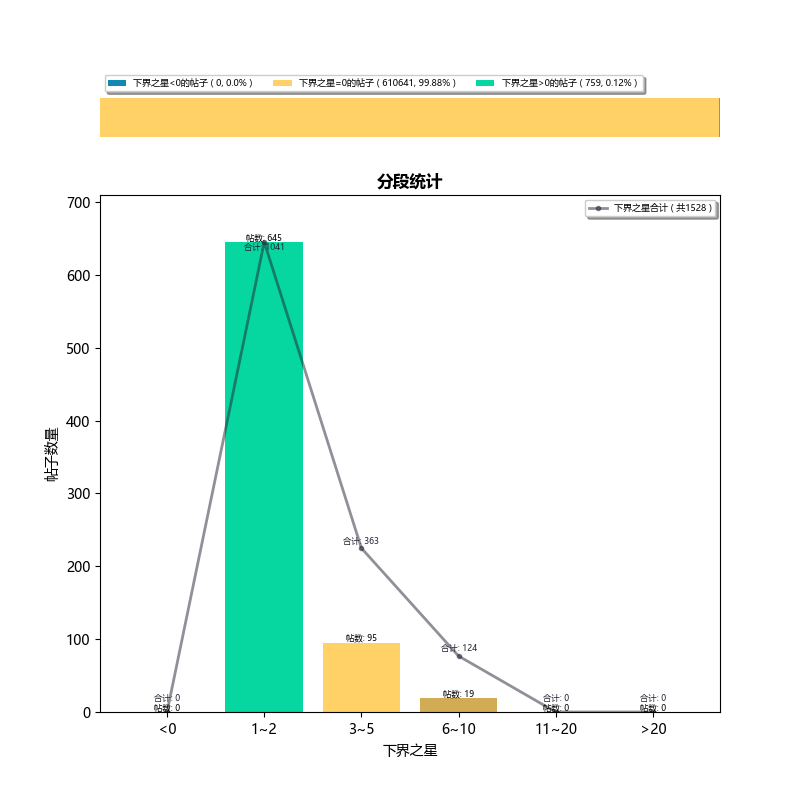 下界之星<0的帖子 ( 0, 0.0% ) 下界之星=0的帖子 ( 610641, 99.88% ) 下界之星>0的帖子 ( 759, 0.12% )
分段统计
下界之星合计 ( 共1528 )
700
600
500
400
300
200
100
0
帖子数量
帖数: 645
合计: 1041
合计: 363
合计: 124
帖数: 95
帖数: 19
合计: 0
帖数: 0
合计: 0
帖数: 0
合计: 0
帖数: 0
<0 1~2 3~5 6~10 11~20 >20
下界之星